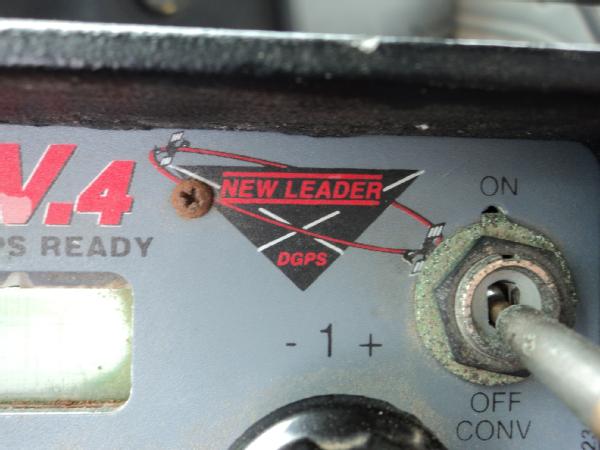 V.4
NEW LEADER
DGPS
PS READY
ON
- 1 +
OFF
CONV